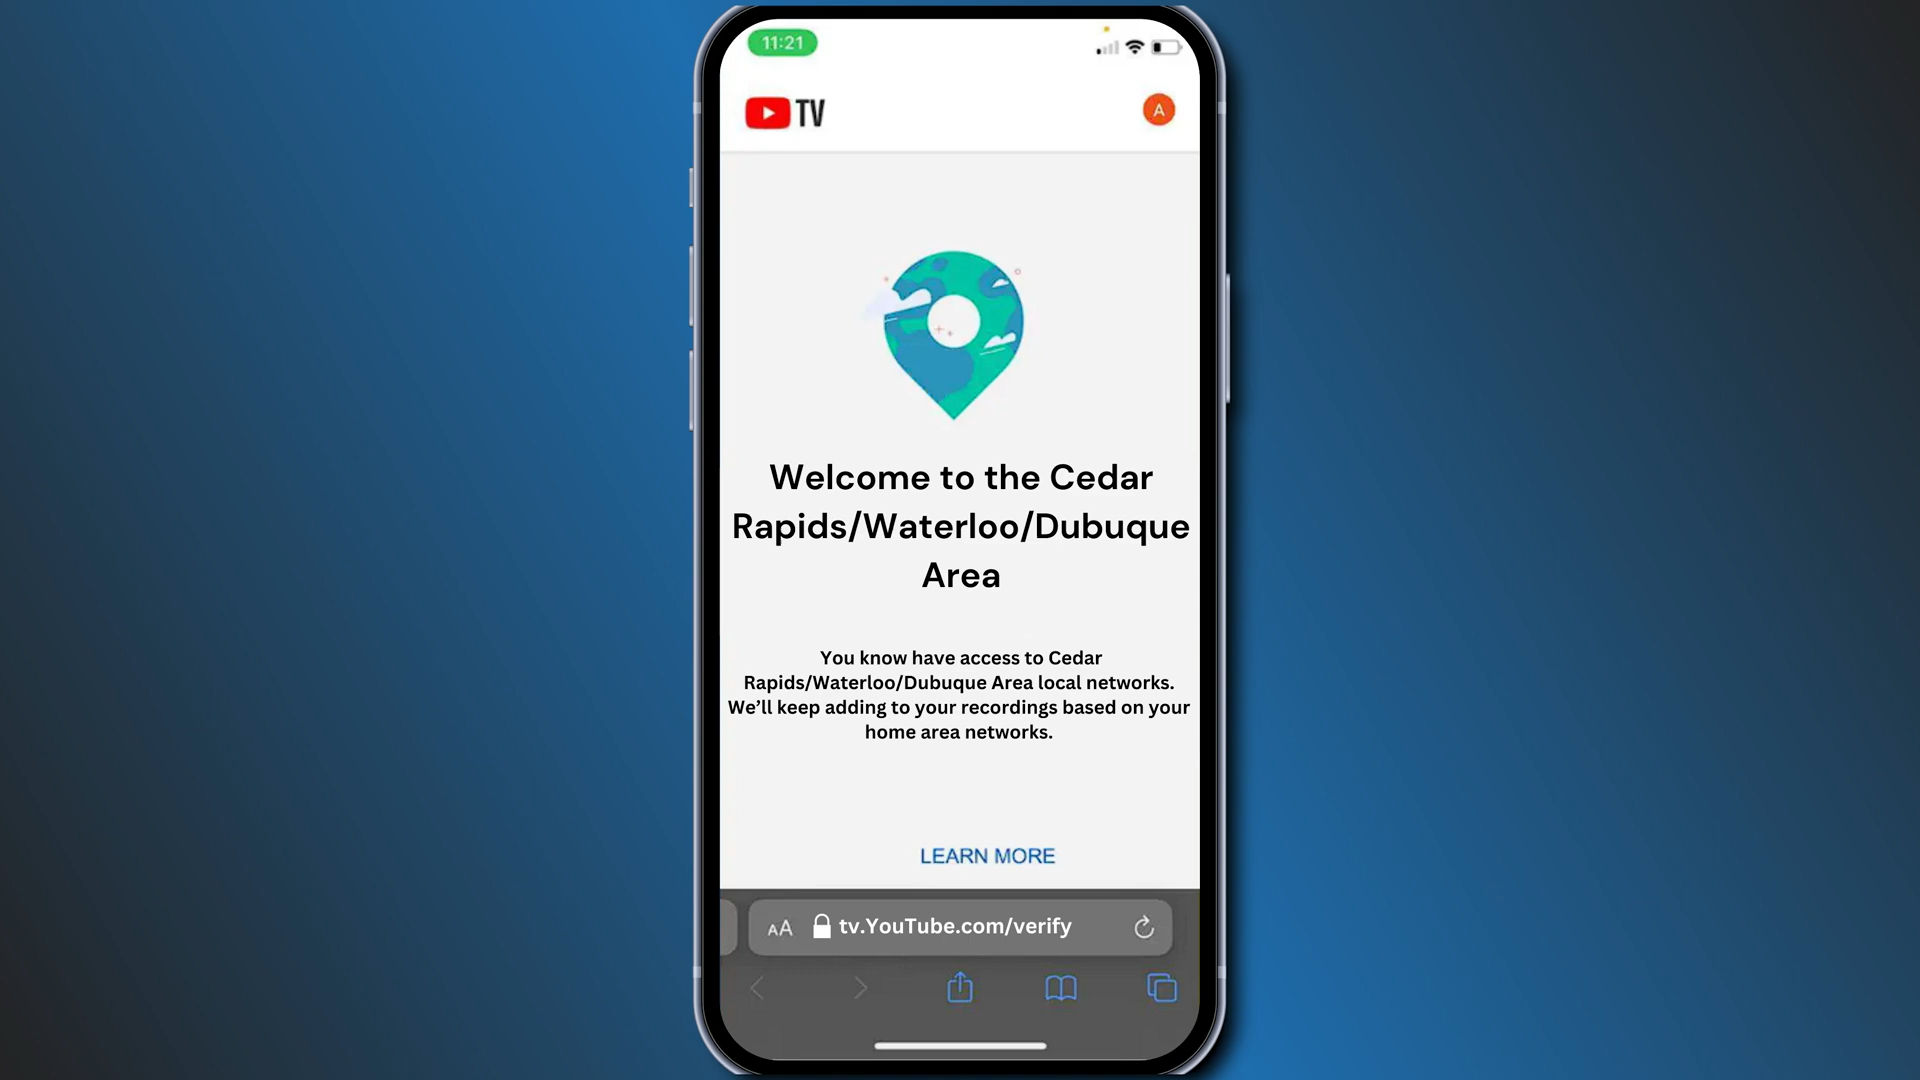 11:21
TV
A
Welcome to the Cedar
Rapids/Waterloo/Dubuque
Area
You know have access to Cedar
Rapids/Waterloo/Dubuque Area local networks.
We’ll keep adding to your recordings based on your
home area networks.
LEARN MORE
AA tv.YouTube.com/verify